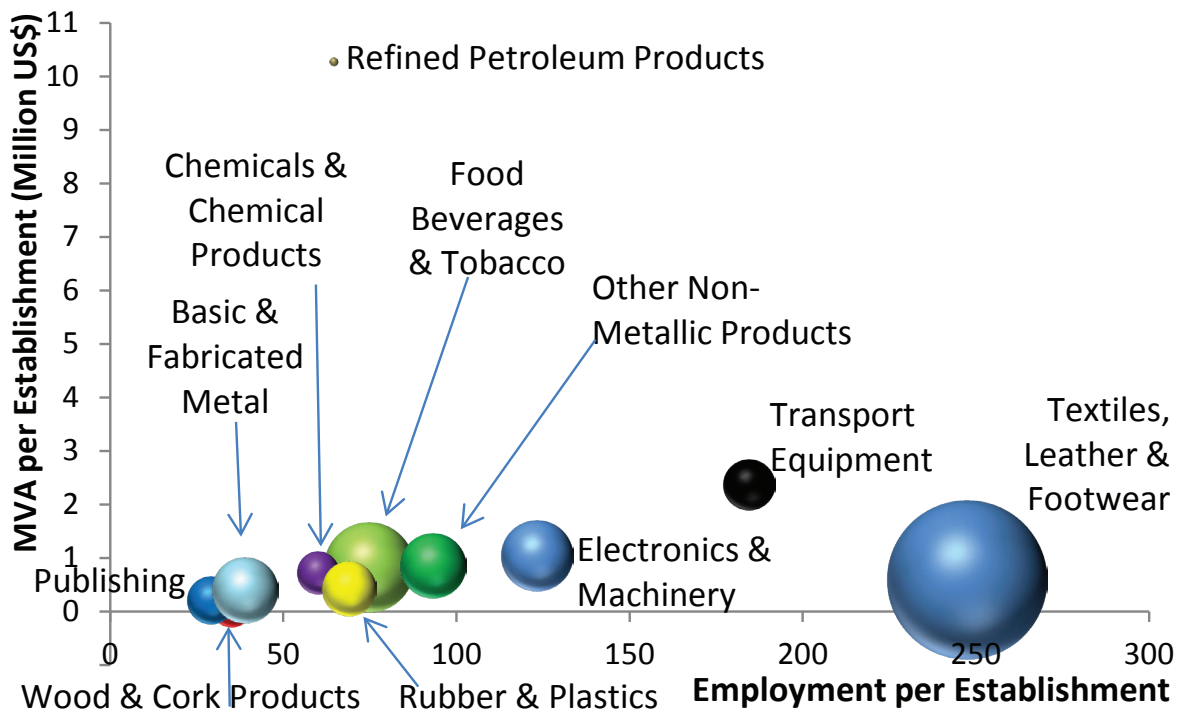 MVA per Establishment (Million US$)
11
10
9
8
7
6
5
4
3
2
1
0
Refined Petroleum Products
Chemicals &
Chemical
Products
Food
Beverages
& Tobacco
Basic &
Fabricated
Metal
Other Non-
Metallic Products
Transport
Equipment
Textiles,
Leather &
Footwear
Publishing
Electronics &
Machinery
0
50
100
150
200
250
300
Wood & Cork Products
Rubber & Plastics
Employment per Establishment